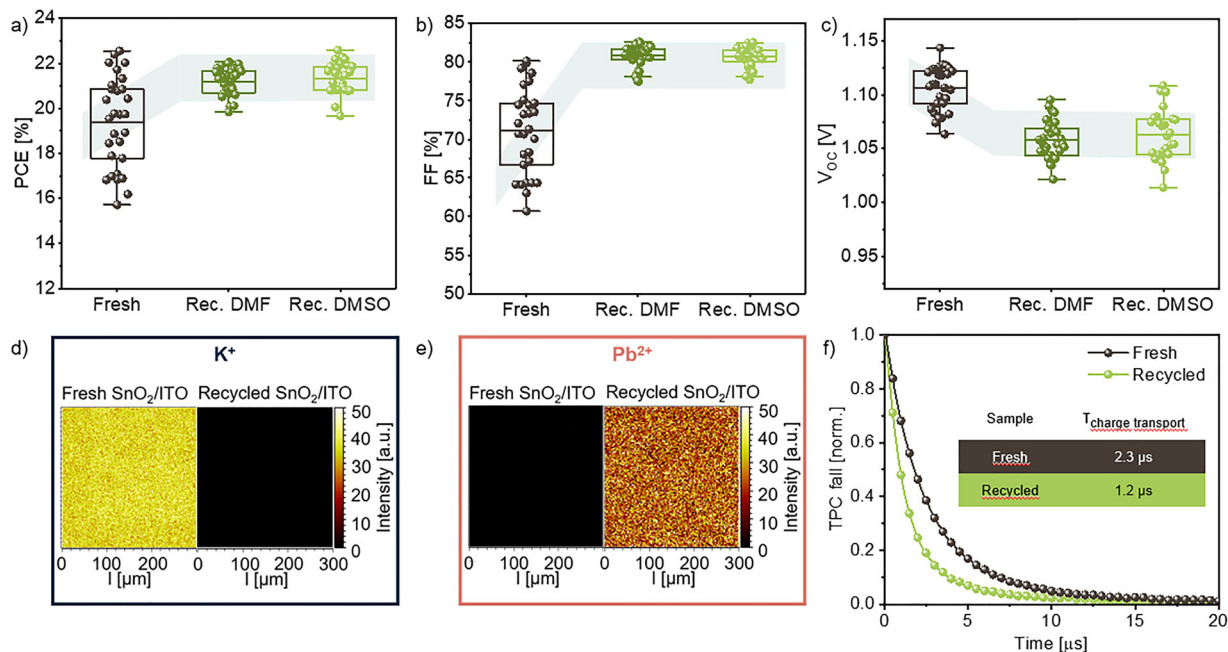 a)
PCE [%]
24
22
20
18
16
14
12
Fresh
Rec. DMF
Rec. DMSO
b)
FF [%]
85
80
75
70
65
60
55
50
Fresh
Rec. DMF
Rec. DMSO
c)
V_OC [V]
1.15
1.10
1.05
1.00
0.95
Fresh
Rec. DMF
Rec. DMSO
d)
K⁺
Fresh SnO₂/ITO
Recycled SnO₂/ITO
50
40
30
20
10
0
Intensity [a.u.]
0 100 200 0 100 200 300
l [µm] l [µm]
e)
Pb²⁺
Fresh SnO₂/ITO
Recycled SnO₂/ITO
50
40
30
20
10
0
Intensity [a.u.]
0 100 200 0 100 200 300
l [µm] l [µm]
f)
TPC fall [norm.]
1.0
0.8
0.6
0.4
0.2
0.0
Fresh
Recycled
Sample T_charge transport
Fresh 2.3 µs
Recycled 1.2 µs
0 5 10 15 20
Time [µs]